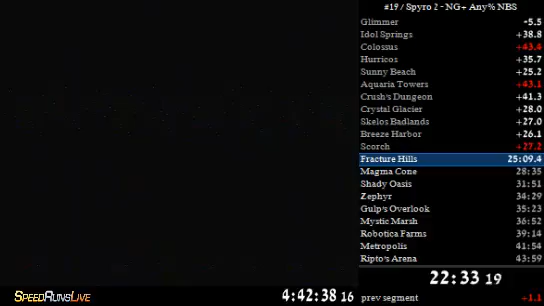 #19 / Spyro 2 - NG+ Any% NBS
Glimmer -5.5
Idol Springs +38.8
Colossus +43.4
Hurricos +35.7
Sunny Beach +25.2
Aquaria Towers +43.1
Crush's Dungeon +41.3
Crystal Glacier +28.0
Skelos Badlands +27.0
Breeze Harbor +26.1
Scorch +27.2
Fracture Hills 25:09.4
Magma Cone 28:35
Shady Oasis 31:51
Zephyr 34:29
Gulp's Overlook 35:23
Mystic Marsh 36:52
Robotica Farms 39:14
Metropolis 41:54
Ripto's Arena 43:59
22:33 19
SPEEDRUNSLIVE 4:42:38 16
prev segment +1.1